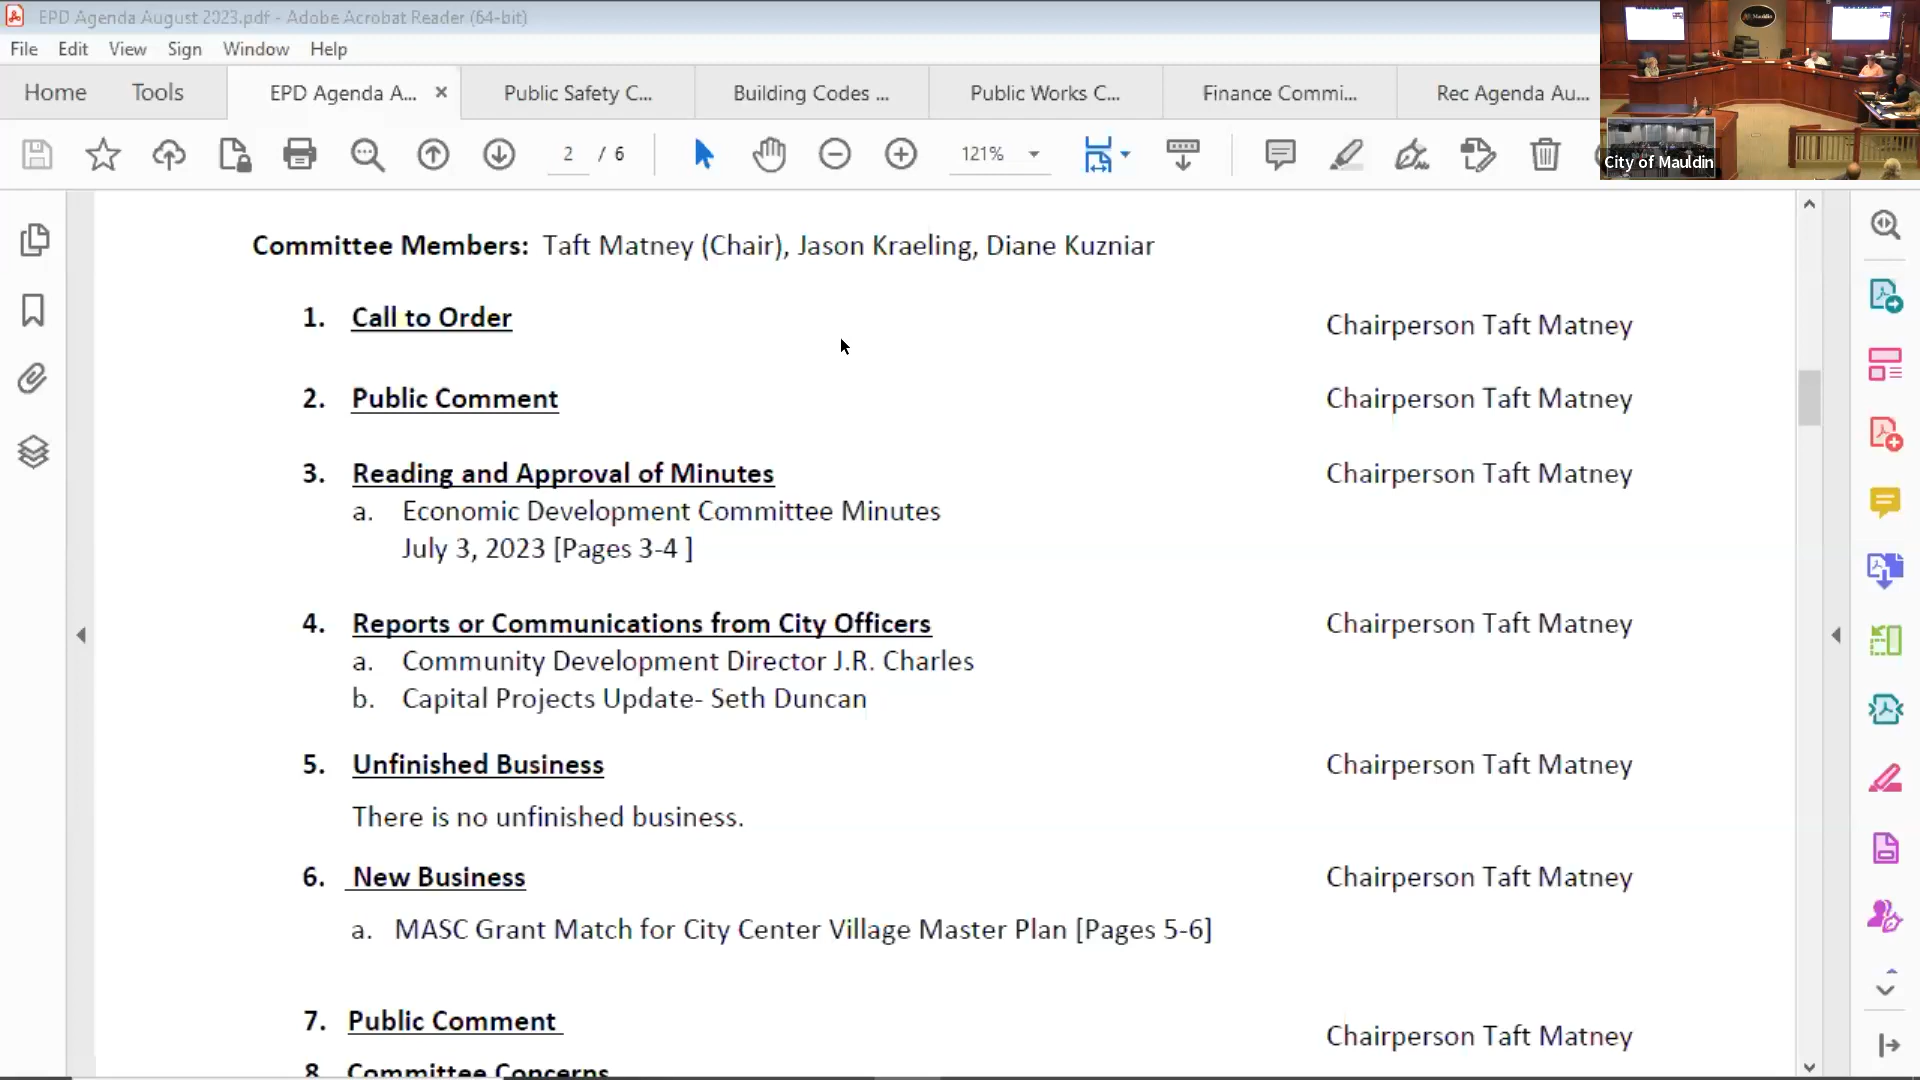 EPD Agenda August 2023.pdf - Adobe Acrobat Reader (64-bit)
File Edit View Sign Window Help
Home Tools EPD Agenda A... × Public Safety C... Building Codes ... Public Works C... Finance Commi... Rec Agenda Au...
2 / 6 121%
Mauldin
City of Mauldin
Committee Members: Taft Matney (Chair), Jason Kraeling, Diane Kuzniar
1. Call to Order Chairperson Taft Matney
2. Public Comment Chairperson Taft Matney
3. Reading and Approval of Minutes Chairperson Taft Matney
a. Economic Development Committee Minutes
July 3, 2023 [Pages 3-4 ]
4. Reports or Communications from City Officers Chairperson Taft Matney
a. Community Development Director J.R. Charles
b. Capital Projects Update- Seth Duncan
5. Unfinished Business Chairperson Taft Matney
There is no unfinished business.
6. New Business Chairperson Taft Matney
a. MASC Grant Match for City Center Village Master Plan [Pages 5-6]
7. Public Comment Chairperson Taft Matney
8. Committee Concerns